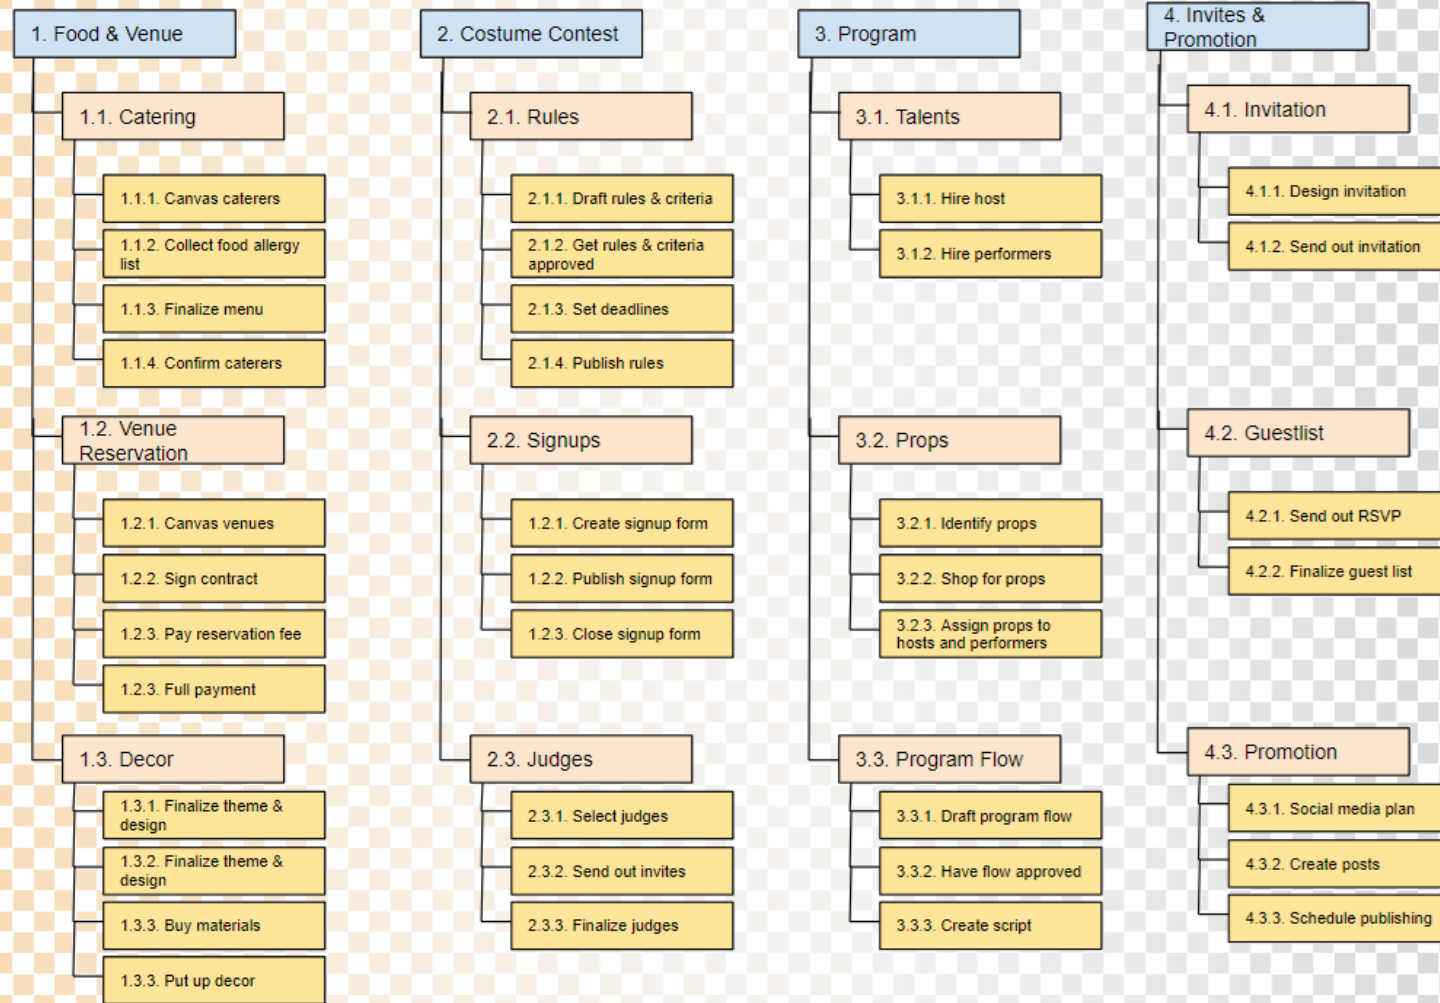 1. Food & Venue
1.1. Catering
1.1.1. Canvas caterers
1.1.2. Collect food allergy
list
1.1.3. Finalize menu
1.1.4. Confirm caterers
1.2. Venue
Reservation
1.2.1. Canvas venues
1.2.2. Sign contract
1.2.3. Pay reservation fee
1.2.3. Full payment
1.3. Decor
1.3.1. Finalize theme &
design
1.3.2. Finalize theme &
design
1.3.3. Buy materials
1.3.3. Put up decor
2. Costume Contest
2.1. Rules
2.1.1. Draft rules & criteria
2.1.2. Get rules & criteria
approved
2.1.3. Set deadlines
2.1.4. Publish rules
2.2. Signups
1.2.1. Create signup form
1.2.2. Publish signup form
1.2.3. Close signup form
2.3. Judges
2.3.1. Select judges
2.3.2. Send out invites
2.3.3. Finalize judges
3. Program
3.1. Talents
3.1.1. Hire host
3.1.2. Hire performers
3.2. Props
3.2.1. Identify props
3.2.2. Shop for props
3.2.3. Assign props to
hosts and performers
3.3. Program Flow
3.3.1. Draft program flow
3.3.2. Have flow approved
3.3.3. Create script
4. Invites &
Promotion
4.1. Invitation
4.1.1. Design invitation
4.1.2. Send out invitation
4.2. Guestlist
4.2.1. Send out RSVP
4.2.2. Finalize guest list
4.3. Promotion
4.3.1. Social media plan
4.3.2. Create posts
4.3.3. Schedule publishing